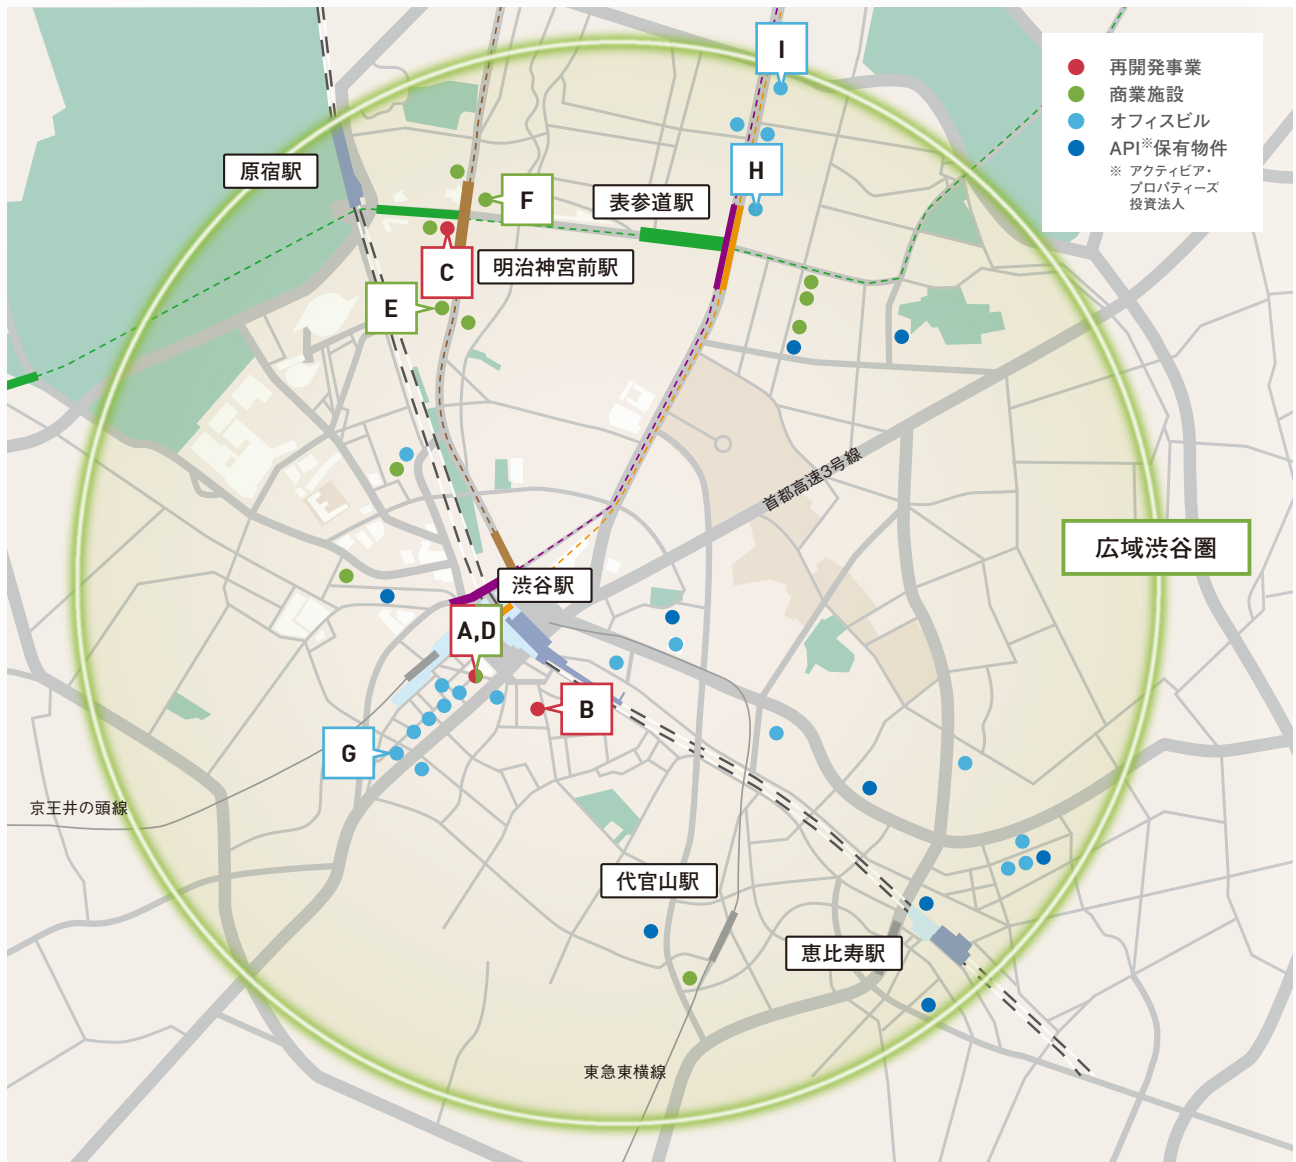 I
再開発事業
商業施設
オフィスビル
API※保有物件
※ アクティビア・
プロパティーズ
投資法人
原宿駅
H
F
表参道駅
C
明治神宮前駅
E
首都高速3号線
広域渋谷圏
渋谷駅
A,D
B
G
京王井の頭線
代官山駅
恵比寿駅
東急東横線